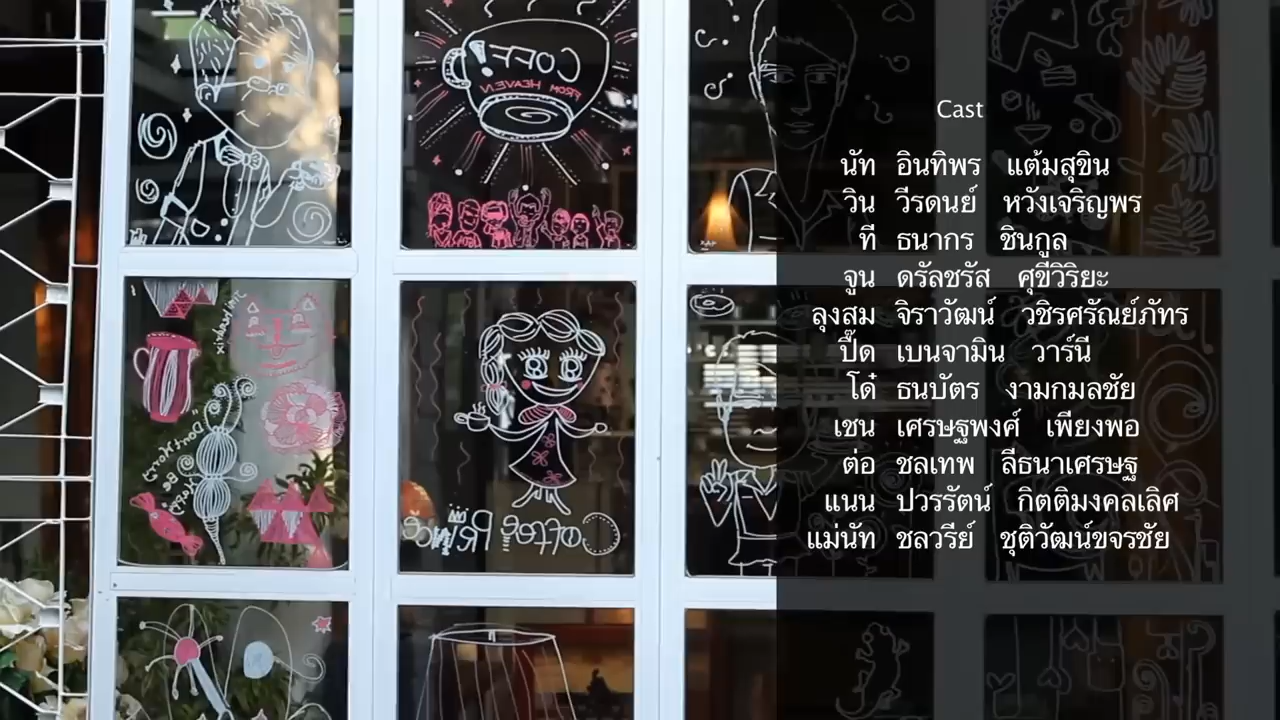 COFF
FROM HEAVEN
Cast
นัท อินทิพร แต้มสุขิน
วิน วีรดนย์ หวังเจริญพร
ที ธนากร ชินกูล
จูน ดรัลชรัส ศุขีวิริยะ
ลุงสม จิราวัฒน์ วชิรศรัณย์ภัทร
ปี๊ด เบนจามิน วาร์นี
โด๋ ธนบัตร งามกมลชัย
เชน เศรษฐพงศ์ เพียงพอ
ต่อ ชลเทพ ลีธนาเศรษฐ
แนน ปวรรัตน์ กิตติมงคลเลิศ
แม่นัท ชลวรีย์ ชุติวัฒน์ขจรชัย
Don't Worry
Be
Happy
coffee PRINCE